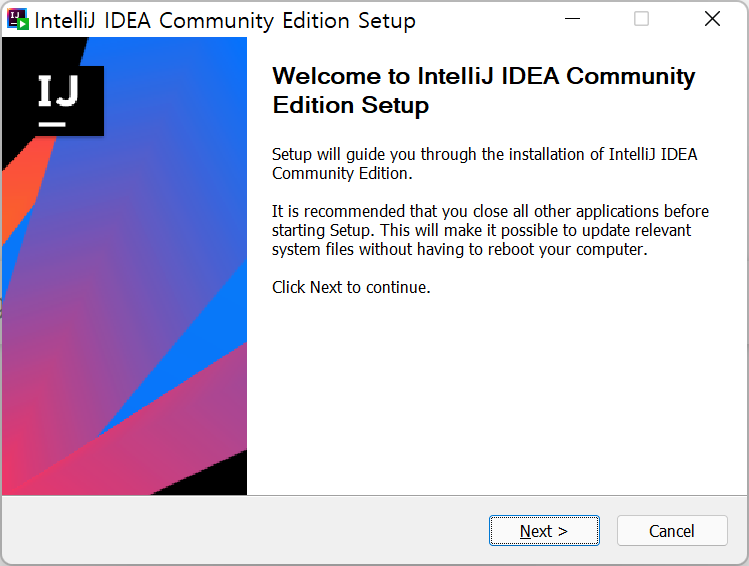 IntelliJ IDEA Community Edition Setup
IJ
Welcome to IntelliJ IDEA Community
Edition Setup
Setup will guide you through the installation of IntelliJ IDEA
Community Edition.
It is recommended that you close all other applications before
starting Setup. This will make it possible to update relevant
system files without having to reboot your computer.
Click Next to continue.
Next >
Cancel